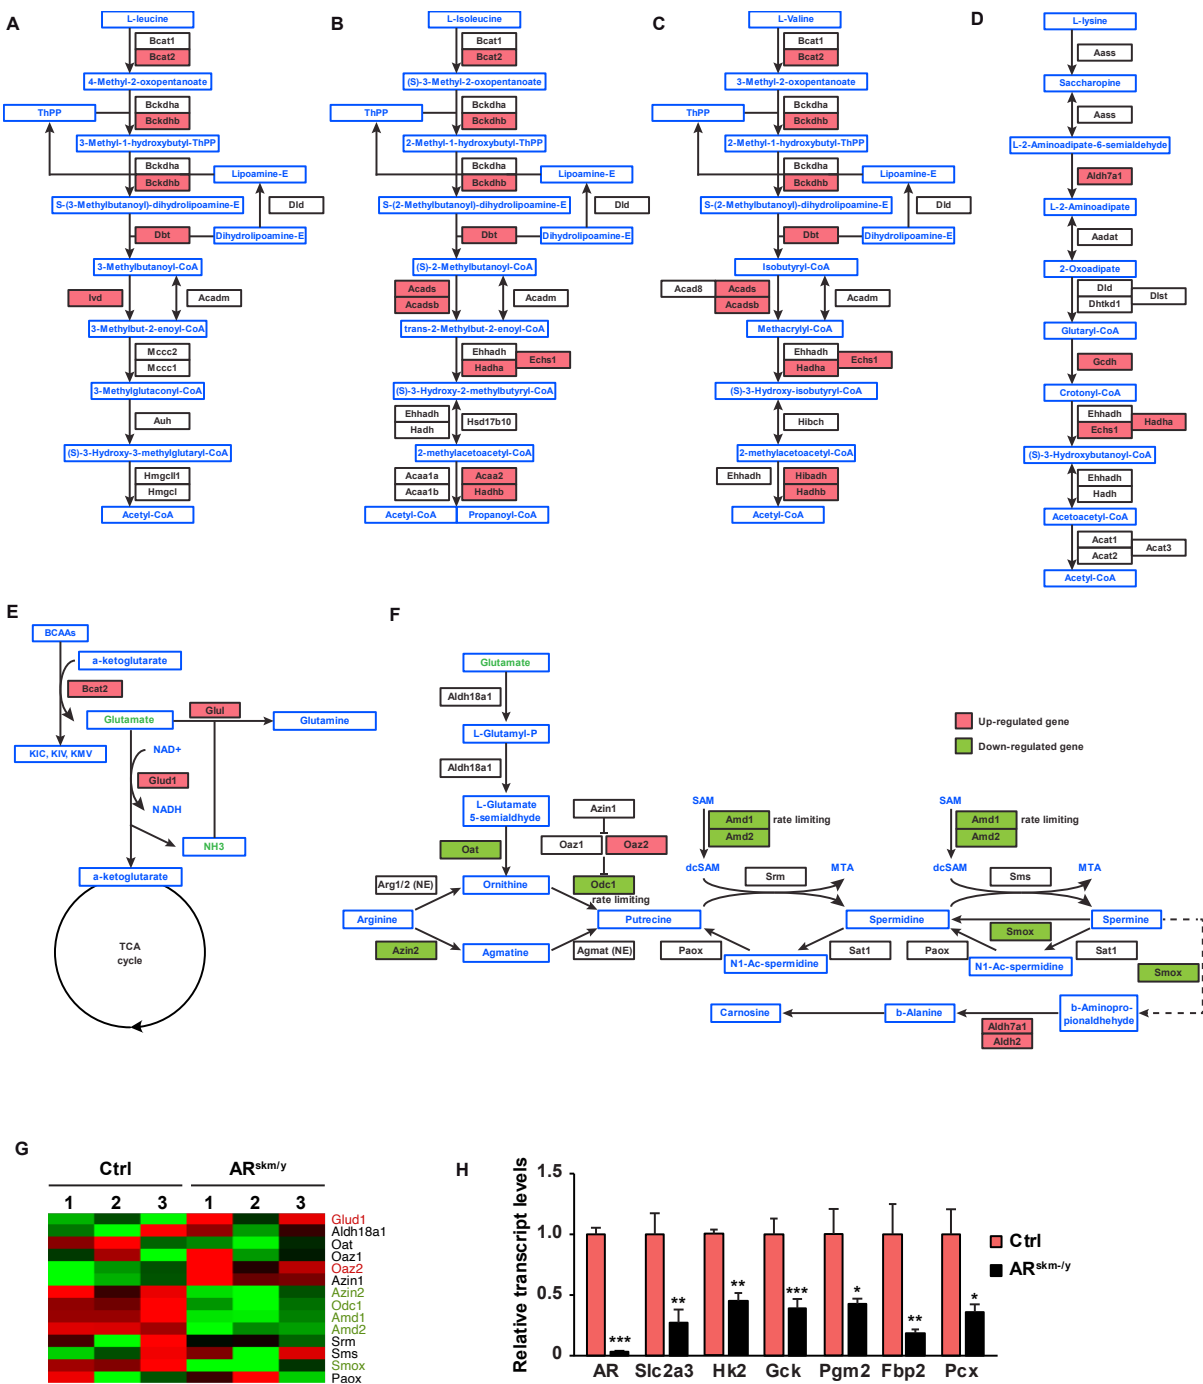 A
L-leucine
Bcat1
Bcat2
4-Methyl-2-oxopentanoate
ThPP
Bckdha
Bckdhb
3-Methyl-1-hydroxybutyl-ThPP
Bckdha
Bckdhb
Lipoamine-E
S-(3-Methylbutanoyl)-dihydrolipoamine-E
Dld
Dbt
Dihydrolipoamine-E
3-Methylbutanoyl-CoA
Ivd
Acadm
3-Methylbut-2-enoyl-CoA
Mccc2
Mccc1
3-Methylglutaconyl-CoA
Auh
(S)-3-Hydroxy-3-methylglutaryl-CoA
Hmgcll1
Hmgcl
Acetyl-CoA
B
L-Isoleucine
Bcat1
Bcat2
(S)-3-Methyl-2-oxopentanoate
ThPP
Bckdha
Bckdhb
2-Methyl-1-hydroxybutyl-ThPP
Bckdha
Bckdhb
Lipoamine-E
S-(2-Methylbutanoyl)-dihydrolipoamine-E
Dld
Dbt
Dihydrolipoamine-E
(S)-2-Methylbutanoyl-CoA
Acads
Acadsb
Acadm
trans-2-Methylbut-2-enoyl-CoA
Ehhadh
Hadha
Echs1
(S)-3-Hydroxy-2-methylbutyryl-CoA
Ehhadh
Hadh
Hsd17b10
2-methylacetoacetyl-CoA
Acaa1a
Acaa1b
Acaa2
Hadhb
Acetyl-CoA
Propanoyl-CoA
C
L-Valine
Bcat1
Bcat2
3-Methyl-2-oxopentanoate
ThPP
Bckdha
Bckdhb
2-Methyl-1-hydroxybutyl-ThPP
Bckdha
Bckdhb
Lipoamine-E
S-(2-Methylbutanoyl)-dihydrolipoamine-E
Dld
Dbt
Dihydrolipoamine-E
Isobutyryl-CoA
Acad8
Acads
Acadsb
Acadm
Methacrylyl-CoA
Ehhadh
Hadha
Echs1
(S)-3-Hydroxy-isobutyryl-CoA
Hibch
2-methylacetoacetyl-CoA
Ehhadh
Hibadh
Hadhb
Acetyl-CoA
D
L-lysine
Aass
Saccharopine
Aass
L-2-Aminoadipate-6-semialdehyde
Aldh7a1
L-2-Aminoadipate
Aadat
2-Oxoadipate
Dld
Dhtkd1
Dlst
Glutaryl-CoA
Gcdh
Crotonyl-CoA
Ehhadh
Echs1
Hadha
(S)-3-Hydroxybutanoyl-CoA
Ehhadh
Hadh
Acetoacetyl-CoA
Acat1
Acat2
Acat3
Acetyl-CoA
E
BCAAs
a-ketoglutarate
Bcat2
Glutamate
Glul
Glutamine
KIC, KIV, KMV
NAD+
Glud1
NADH
NH3
a-ketoglutarate
TCA
cycle
F
Glutamate
Aldh18a1
L-Glutamyl-P
Aldh18a1
L-Glutamate
5-semialdhyde
Oat
Azin1
Oaz1
Oaz2
Odc1
rate limiting
Arg1/2 (NE)
Ornithine
Arginine
Putrecine
Azin2
Agmatine
Agmat (NE)
SAM
Amd1
Amd2
rate limiting
dcSAM
Srm
MTA
Spermidine
Paox
N1-Ac-spermidine
Sat1
SAM
Amd1
Amd2
rate limiting
dcSAM
Sms
MTA
Spermine
Smox
Paox
N1-Ac-spermidine
Sat1
Smox
Carnosine
b-Alanine
Aldh7a1
Aldh2
b-Aminopro-
pionaldhehyde
Up-regulated gene
Down-regulated gene
G
Ctrl
ARskm/y
1 2 3 1 2 3
Glud1
Aldh18a1
Oat
Oaz1
Oaz2
Azin1
Azin2
Odc1
Amd1
Amd2
Srm
Sms
Smox
Paox
H
Relative transcript levels
1.5
1.0
0.5
0
*** ** ** *** * ** *
AR Slc2a3 Hk2 Gck Pgm2 Fbp2 Pcx
Ctrl
ARskm-/y